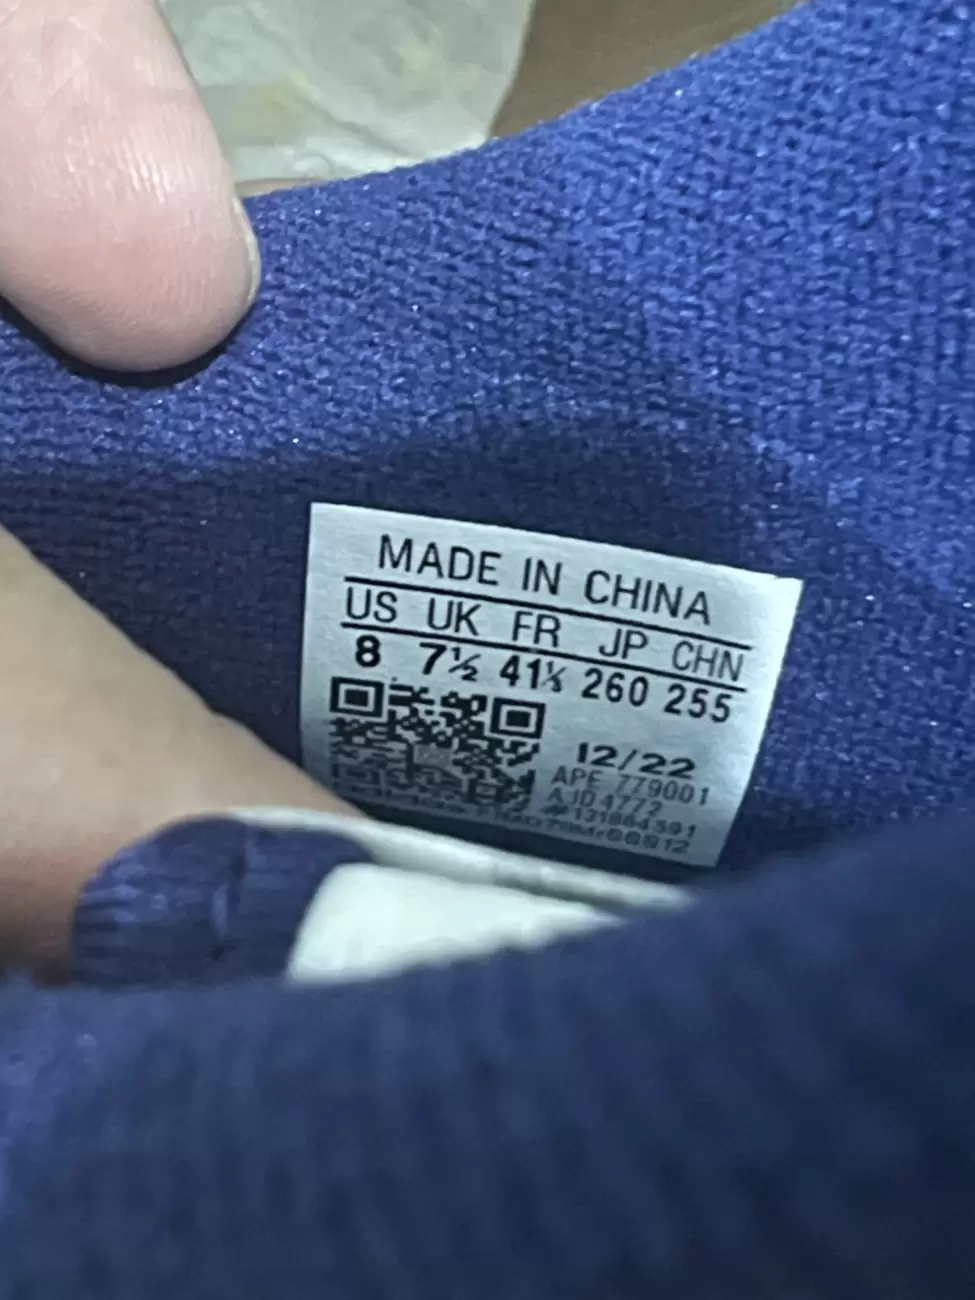 MADE IN CHINA
US UK FR JP CHN
8 7½ 41⅓ 260 255
12/22
APE 779001